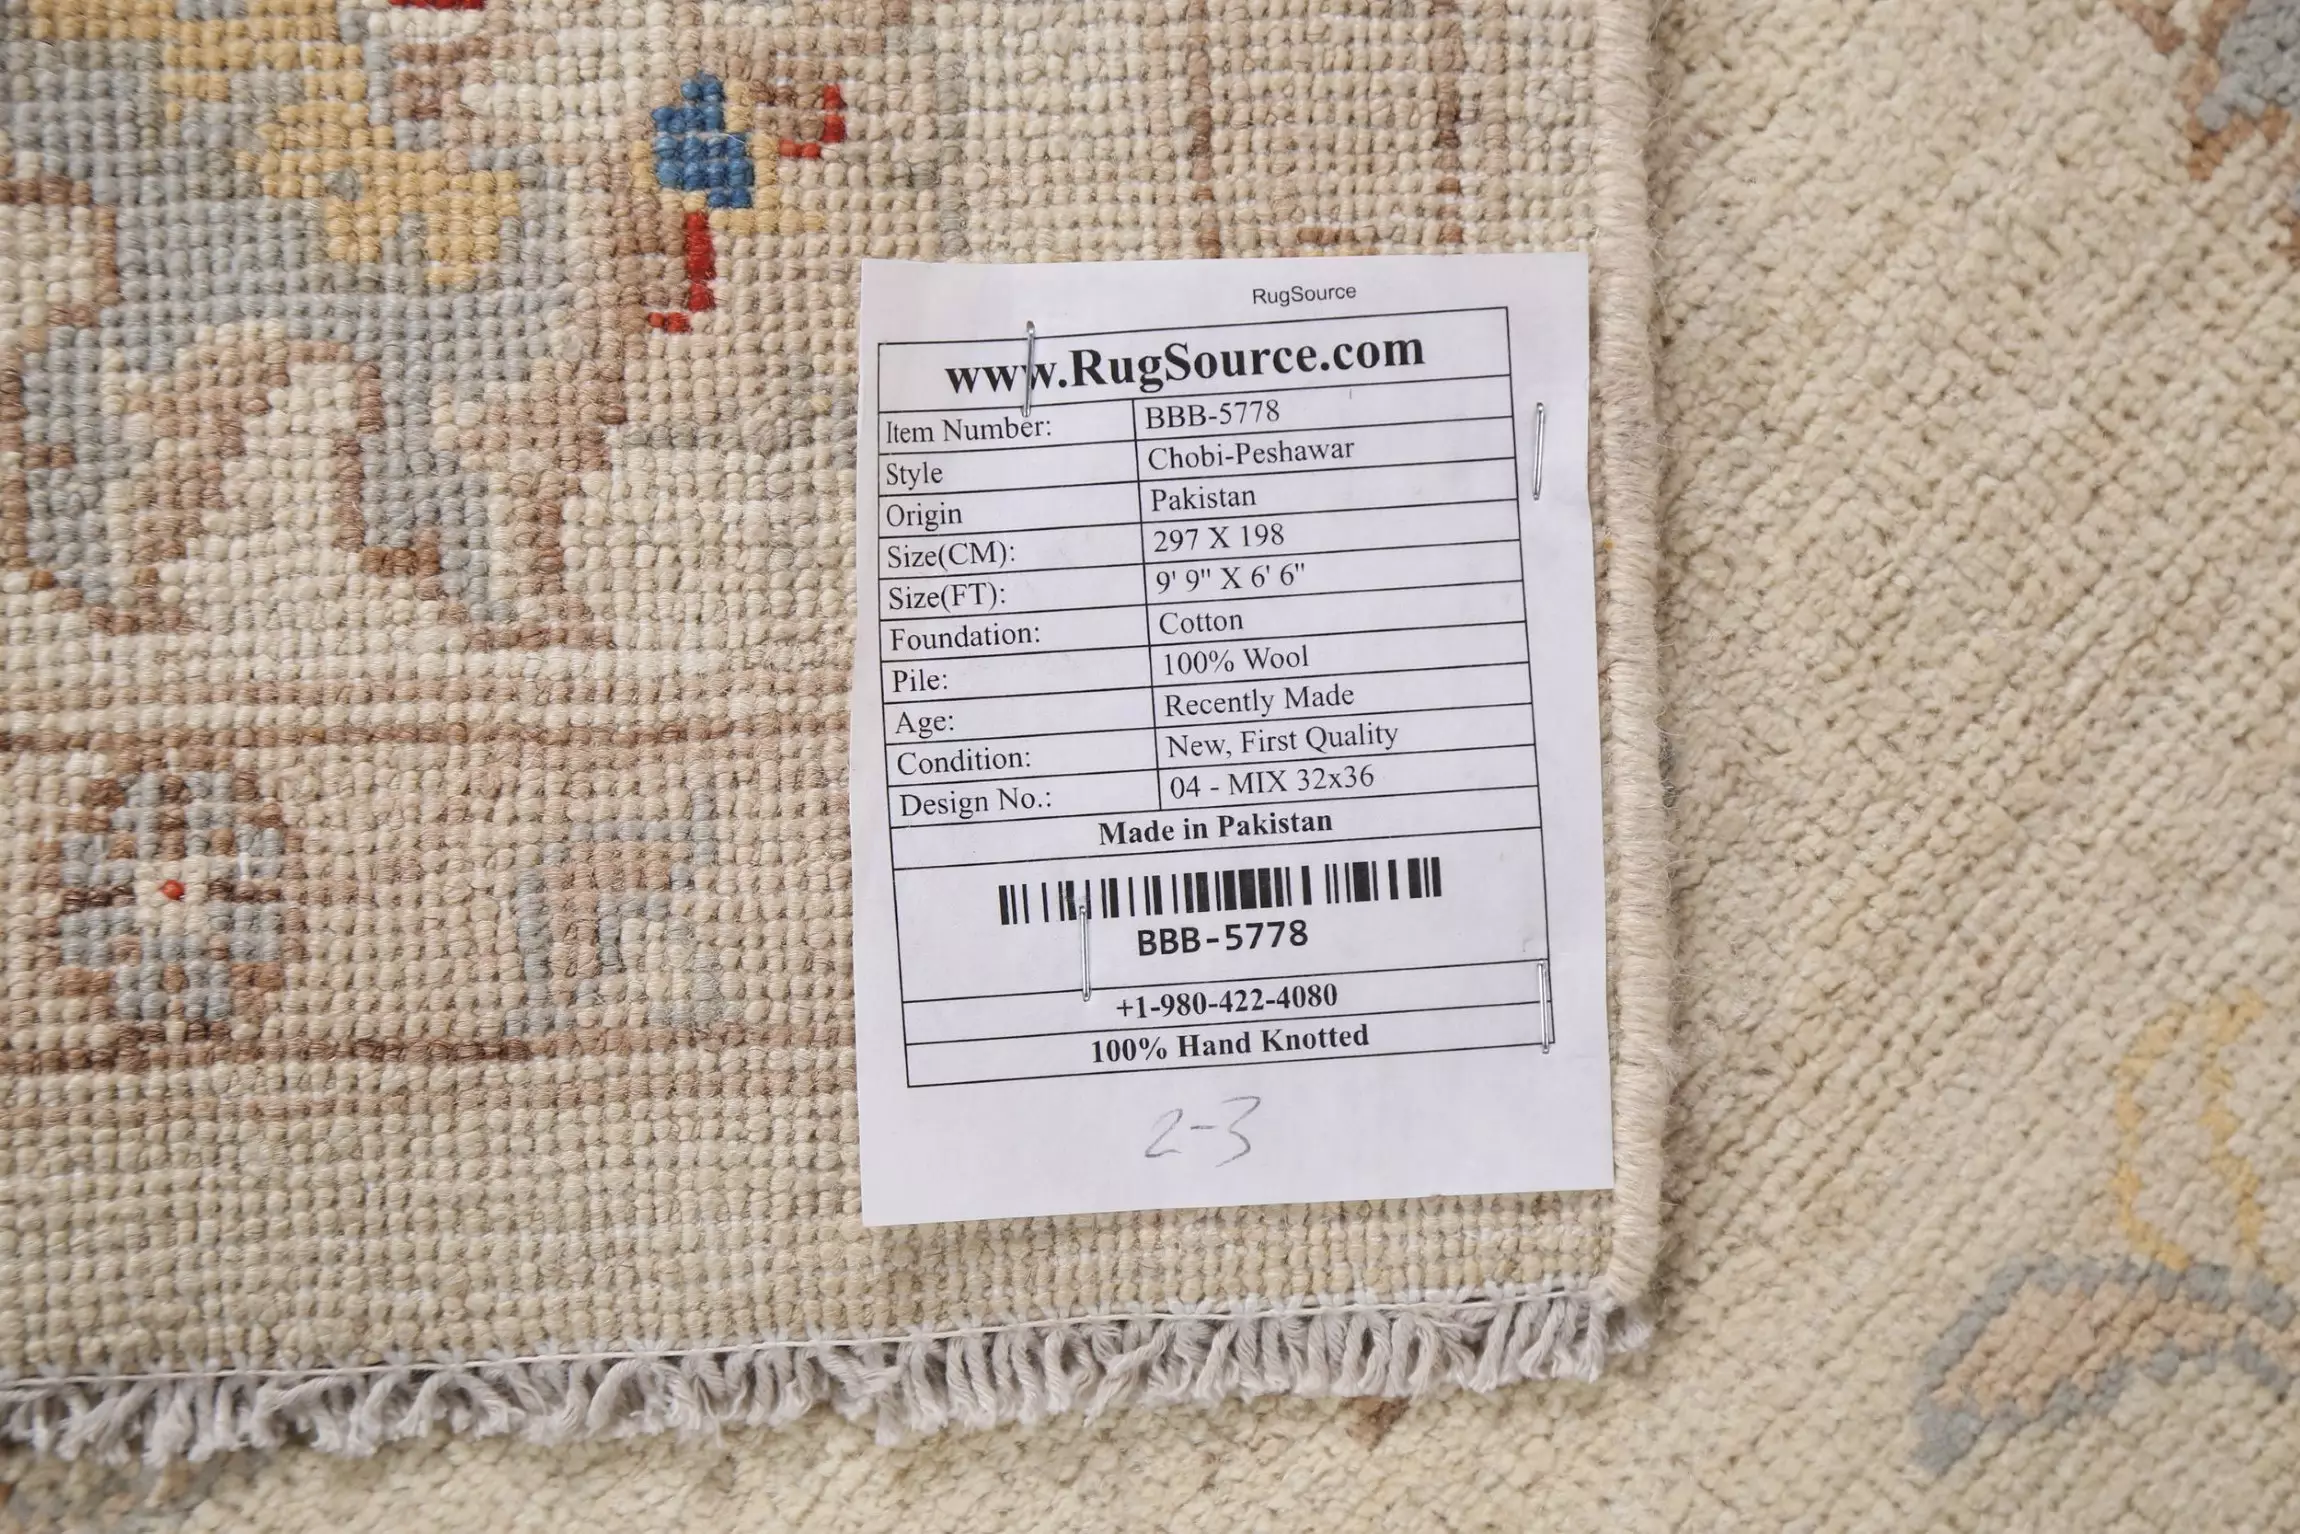 RugSource
www.RugSource.com
Item Number: BBB-5778
Style Chobi-Peshawar
Origin Pakistan
Size(CM): 297 X 198
Size(FT): 9' 9" X 6' 6"
Foundation: Cotton
Pile: 100% Wool
Age: Recently Made
Condition: New, First Quality
Design No.: 04 - MIX 32x36
Made in Pakistan
BBB-5778
+1-980-422-4080
100% Hand Knotted
2-3